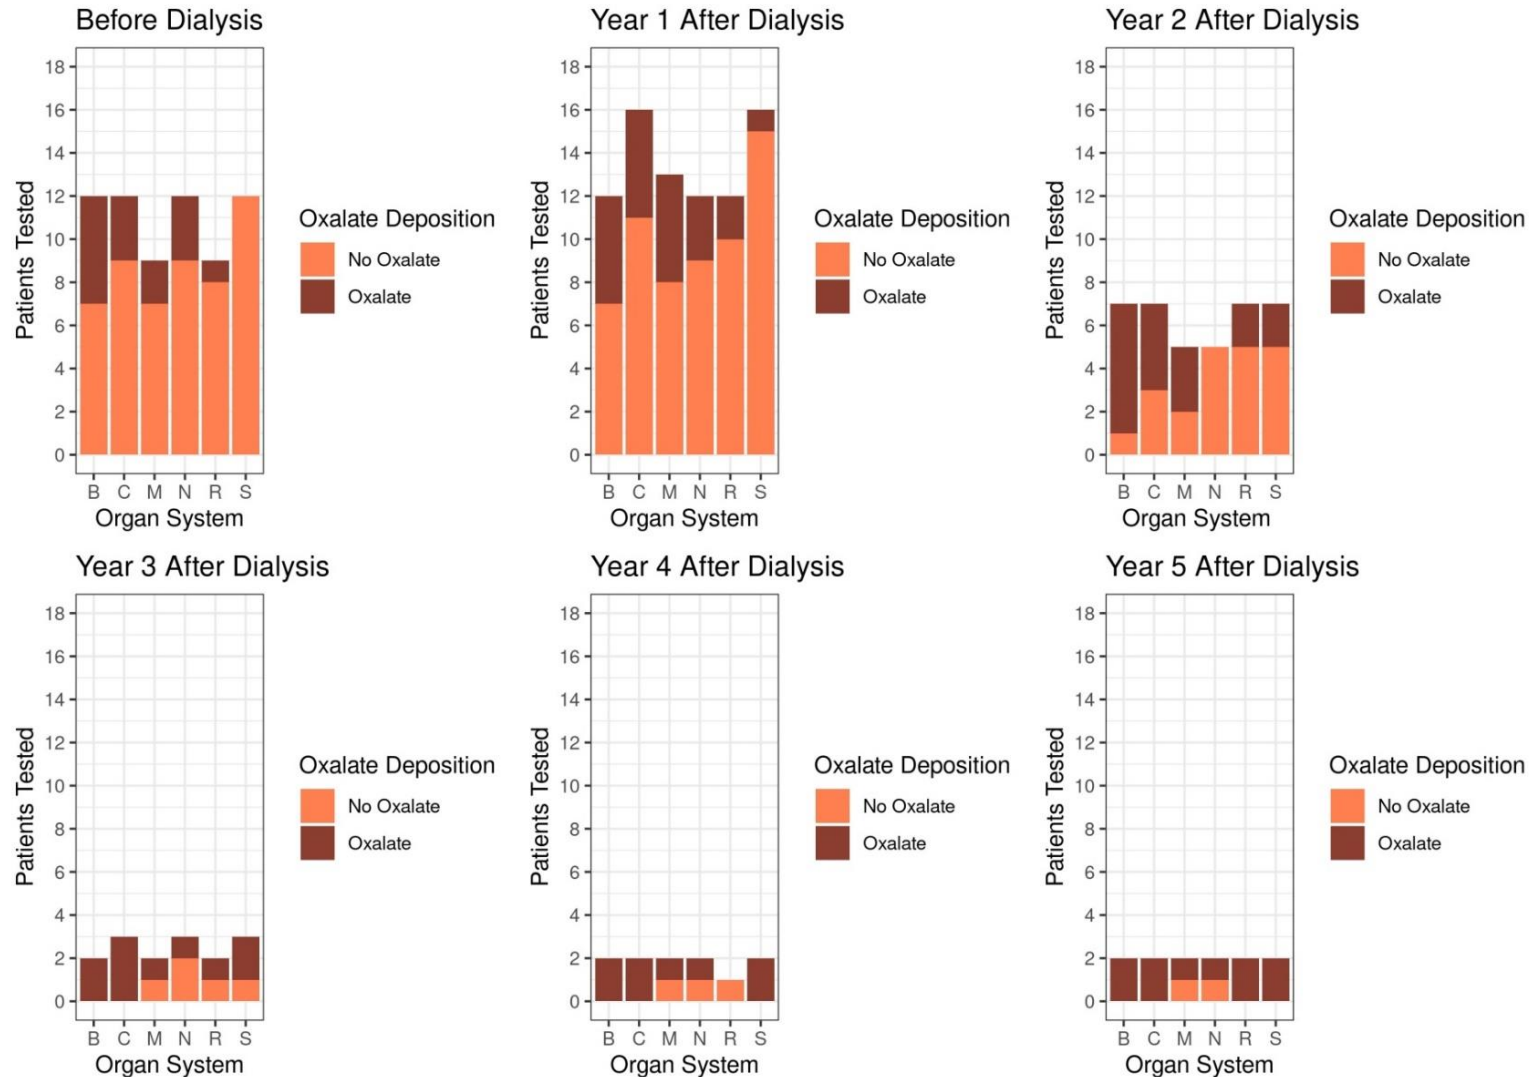 Before Dialysis
18
16
14
12
10
8
6
4
2
0
Patients Tested
B C M N R S
Organ System
Oxalate Deposition
No Oxalate
Oxalate
Year 1 After Dialysis
18
16
14
12
10
8
6
4
2
0
Patients Tested
B C M N R S
Organ System
Oxalate Deposition
No Oxalate
Oxalate
Year 2 After Dialysis
18
16
14
12
10
8
6
4
2
0
Patients Tested
B C M N R S
Organ System
Oxalate Deposition
No Oxalate
Oxalate
Year 3 After Dialysis
18
16
14
12
10
8
6
4
2
0
Patients Tested
B C M N R S
Organ System
Oxalate Deposition
No Oxalate
Oxalate
Year 4 After Dialysis
18
16
14
12
10
8
6
4
2
0
Patients Tested
B C M N R S
Organ System
Oxalate Deposition
No Oxalate
Oxalate
Year 5 After Dialysis
18
16
14
12
10
8
6
4
2
0
Patients Tested
B C M N R S
Organ System
Oxalate Deposition
No Oxalate
Oxalate